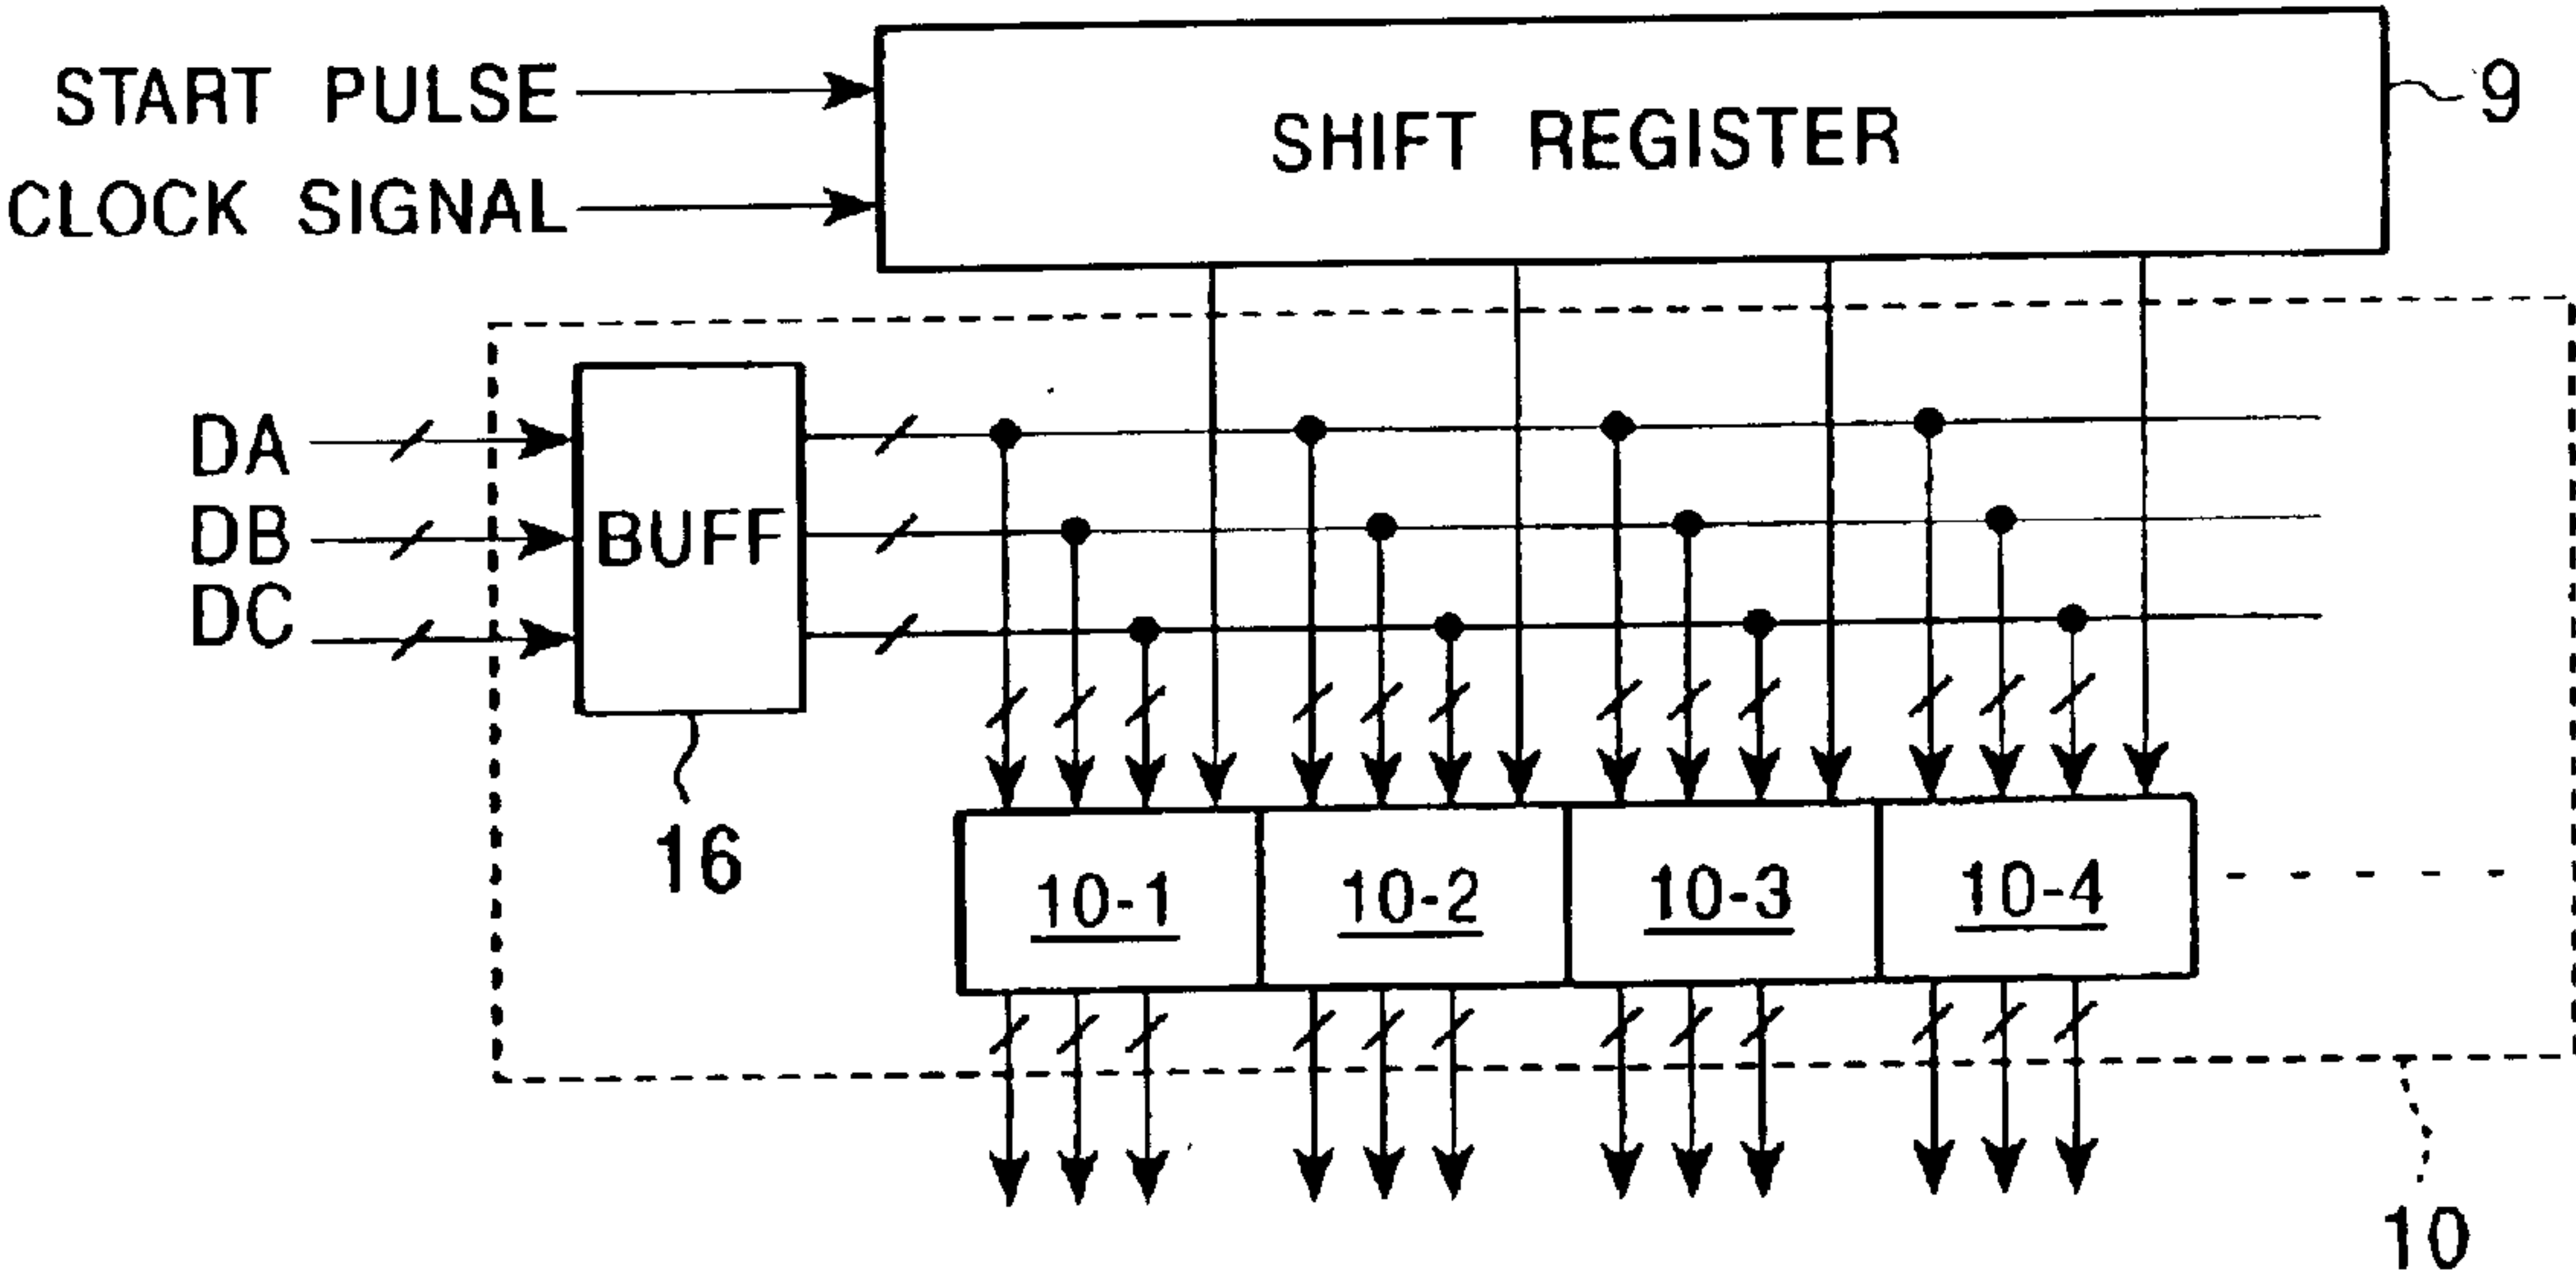 START PULSE
CLOCK SIGNAL
SHIFT REGISTER
9
DA
DB
DC
BUFF
16
10-1
10-2
10-3
10-4
10